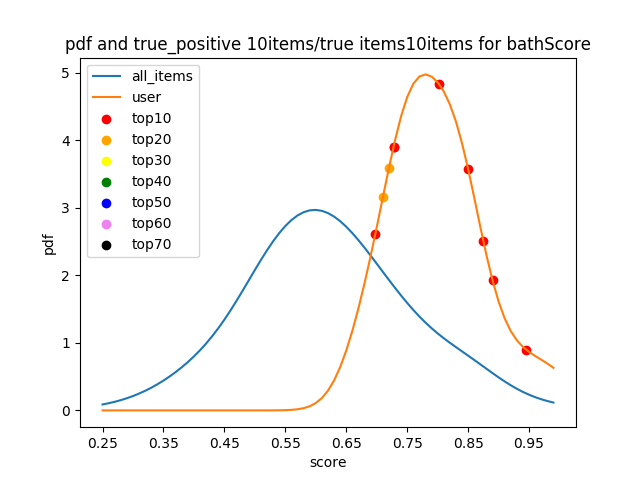 pdf and true_positive 10items/true items10items for bathScore
all_items
user
top10
top20
top30
top40
top50
top60
top70
pdf
5
4
3
2
1
0
0.25 0.35 0.45 0.55 0.65 0.75 0.85 0.95
score